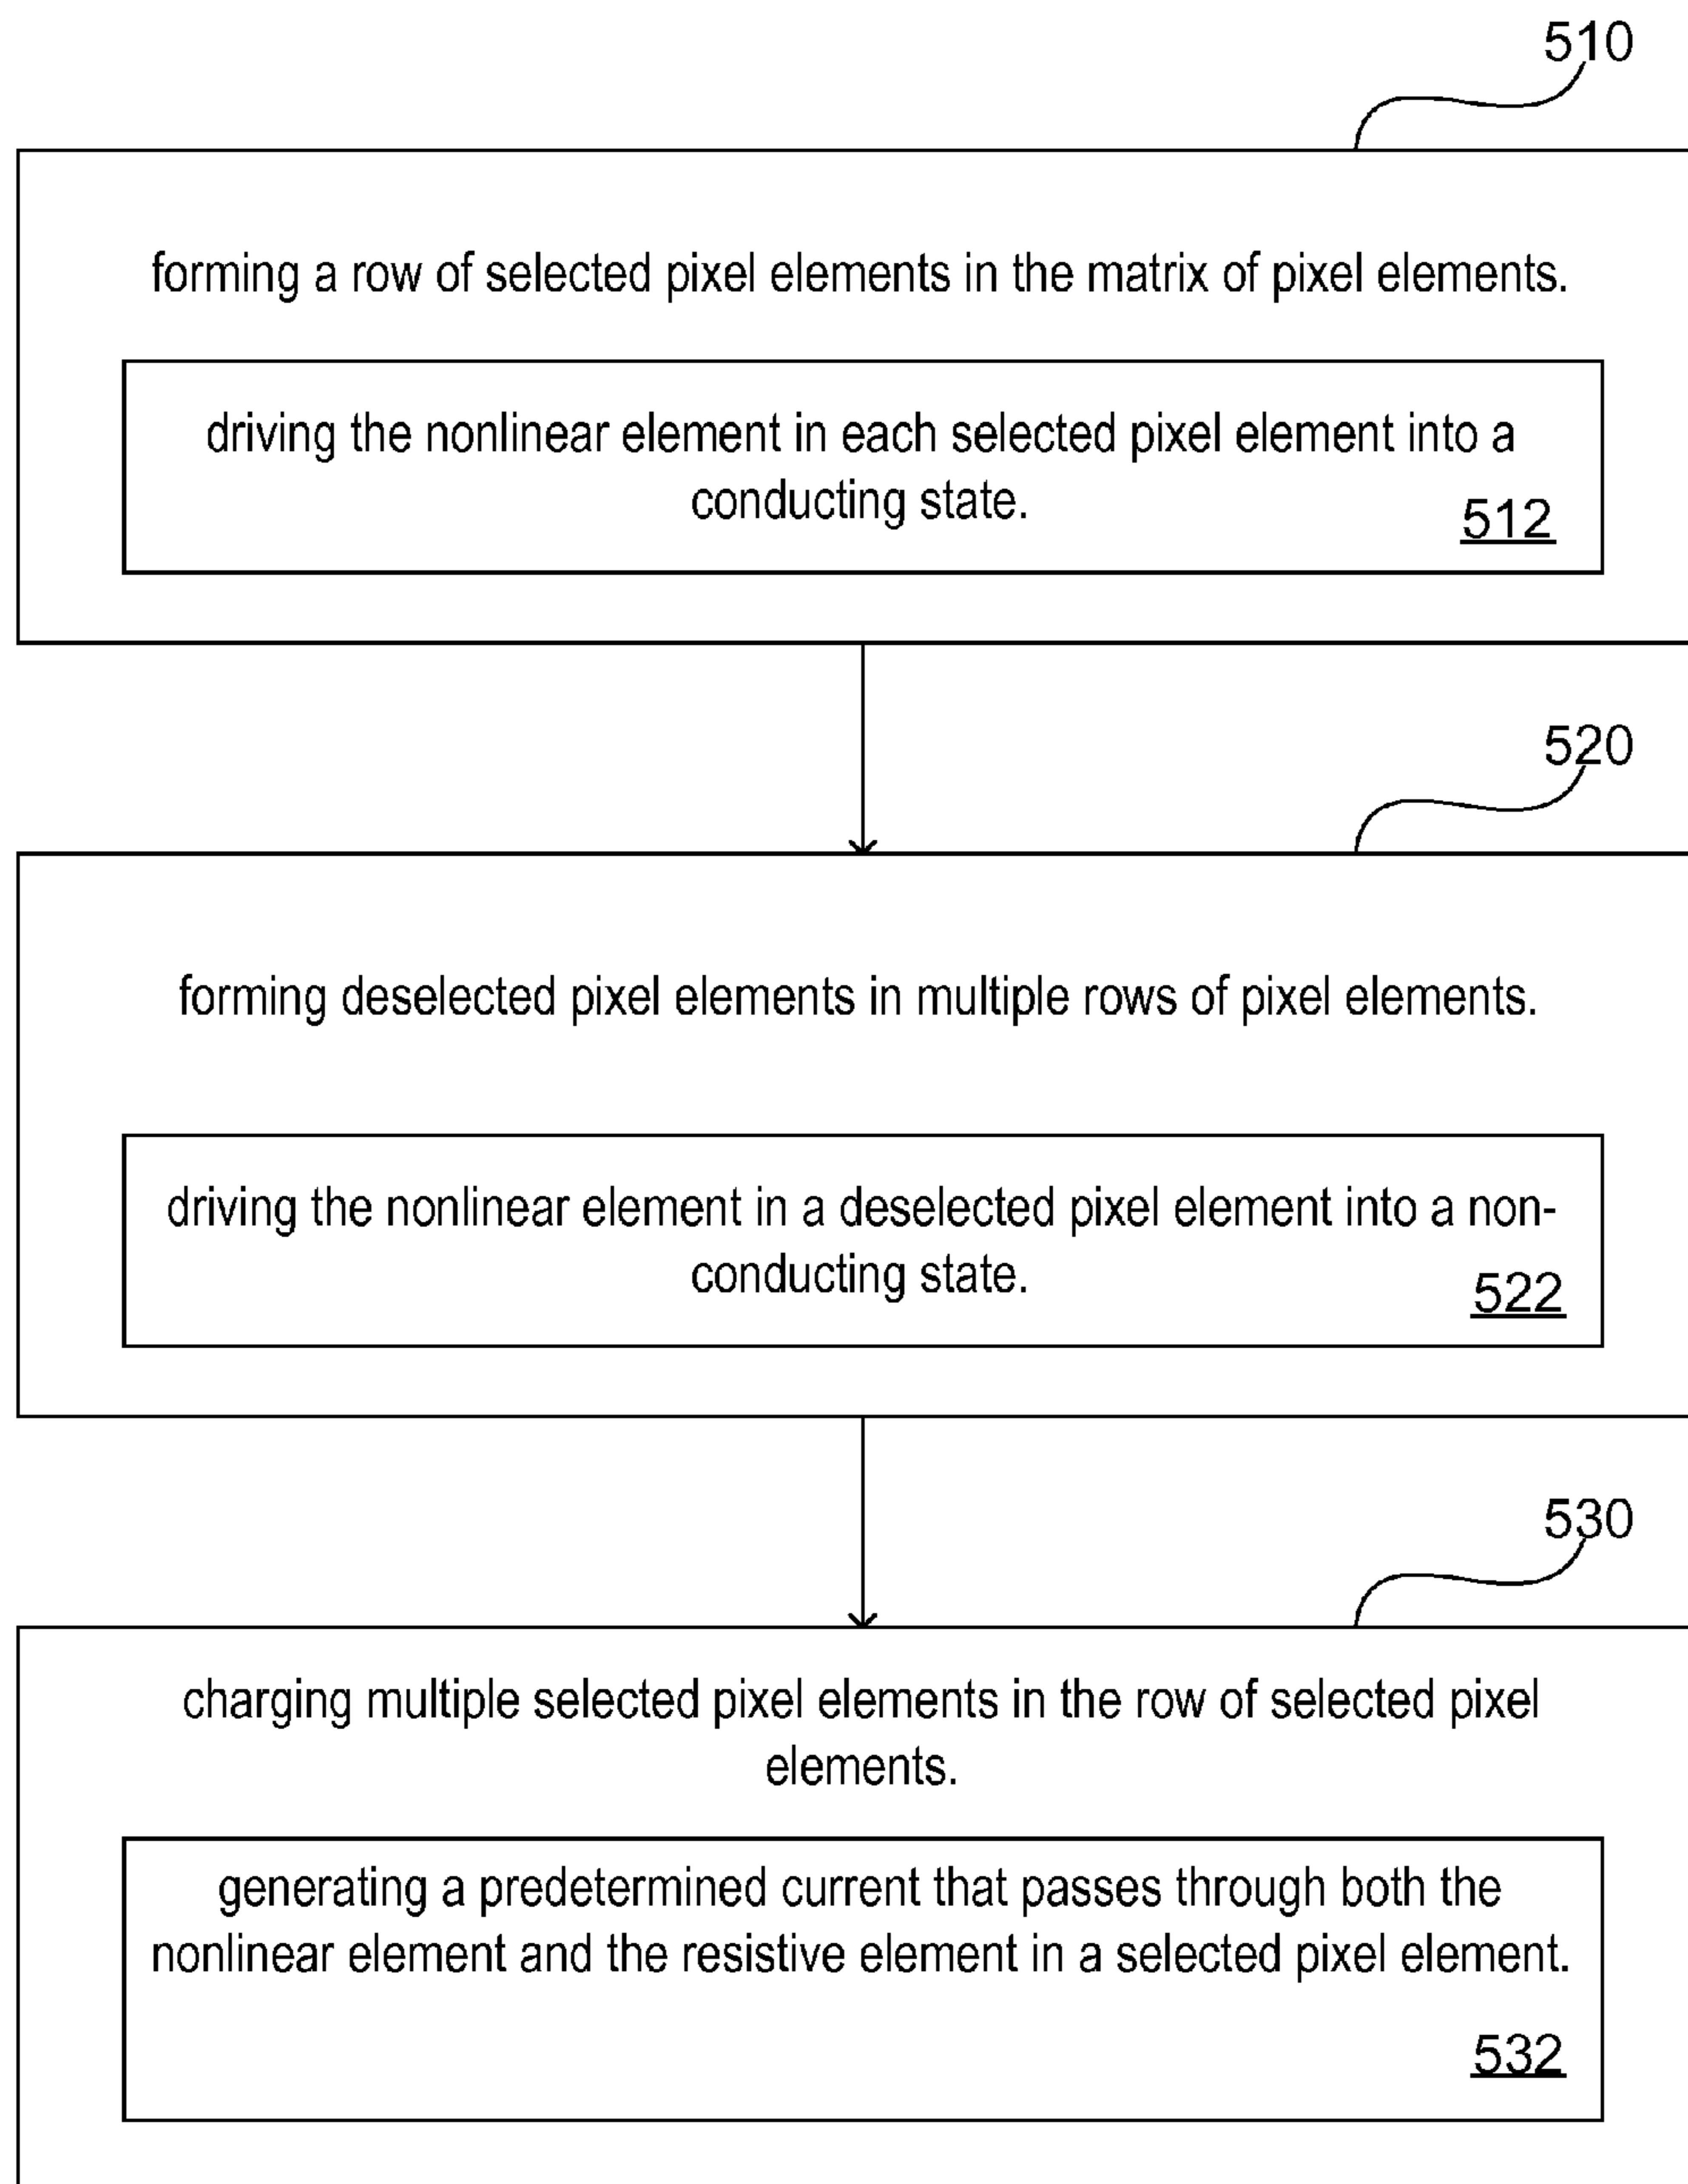 510
forming a row of selected pixel elements in the matrix of pixel elements.
driving the nonlinear element in each selected pixel element into a
conducting state.
512
520
forming deselected pixel elements in multiple rows of pixel elements.
driving the nonlinear element in a deselected pixel element into a non-
conducting state.
522
530
charging multiple selected pixel elements in the row of selected pixel
elements.
generating a predetermined current that passes through both the
nonlinear element and the resistive element in a selected pixel element.
532